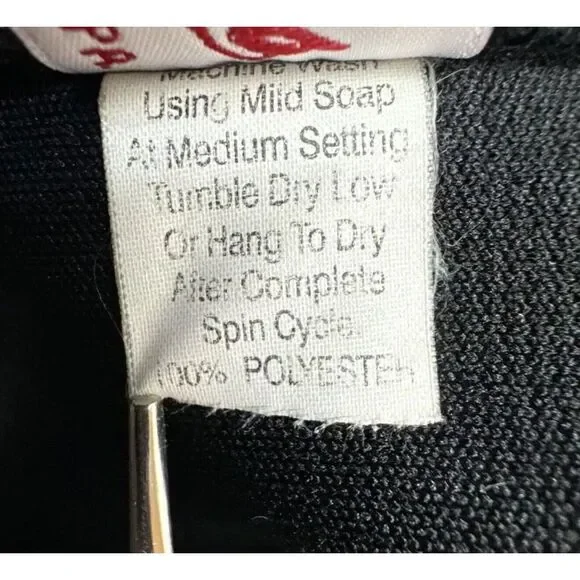 PA
Machine Wash
Using Mild Soap
At Medium Setting
Tumble Dry Low
Or Hang To Dry
After Complete
Spin Cycle.
100% POLYESTER